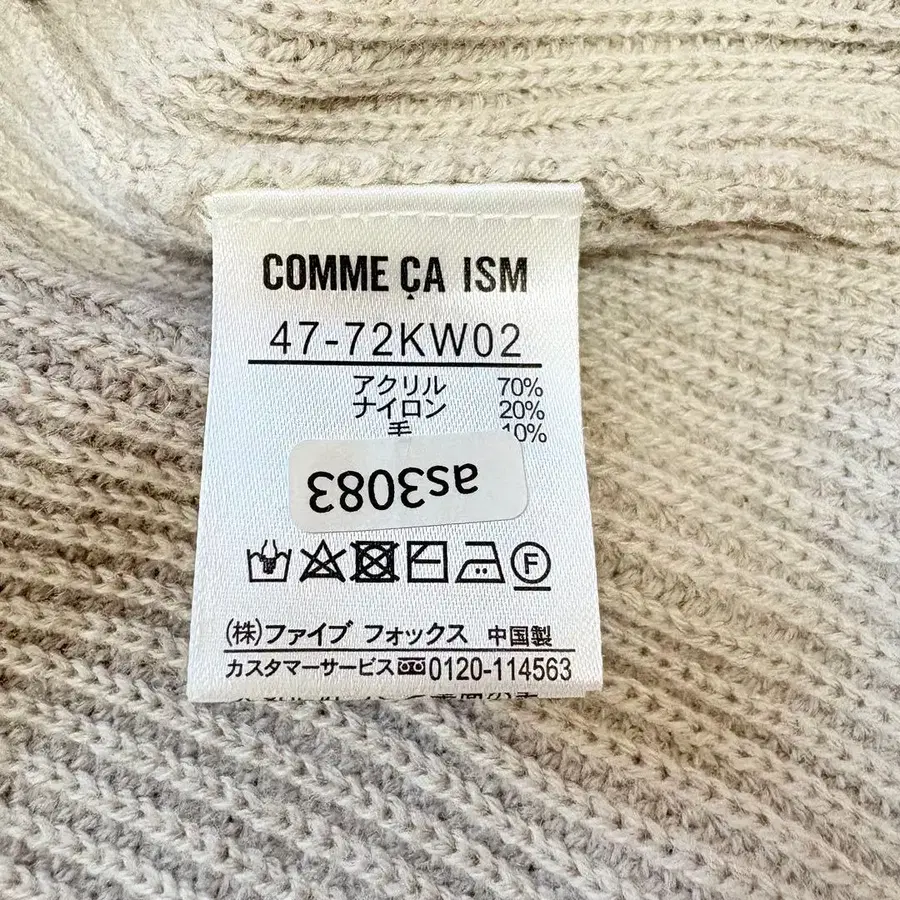 COMME ÇA ISM
47-72KW02
アクリル 70%
ナイロン 20%
毛 10%
as3083
F
(株)ファイブ フォックス 中国製
カスタマーサービス 0120-114563